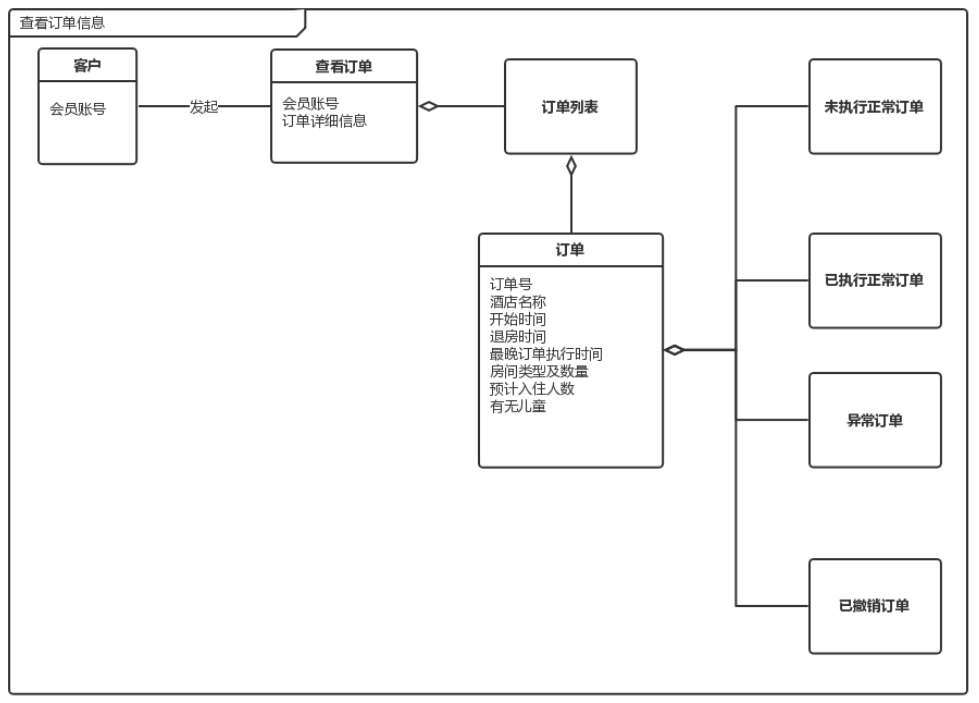 查看订单信息
客户
会员账号
发起
查看订单
会员账号
订单详细信息
订单列表
订单
订单号
酒店名称
开始时间
退房时间
最晚订单执行时间
房间类型及数量
预计入住人数
有无儿童
未执行正常订单
已执行正常订单
异常订单
已撤销订单